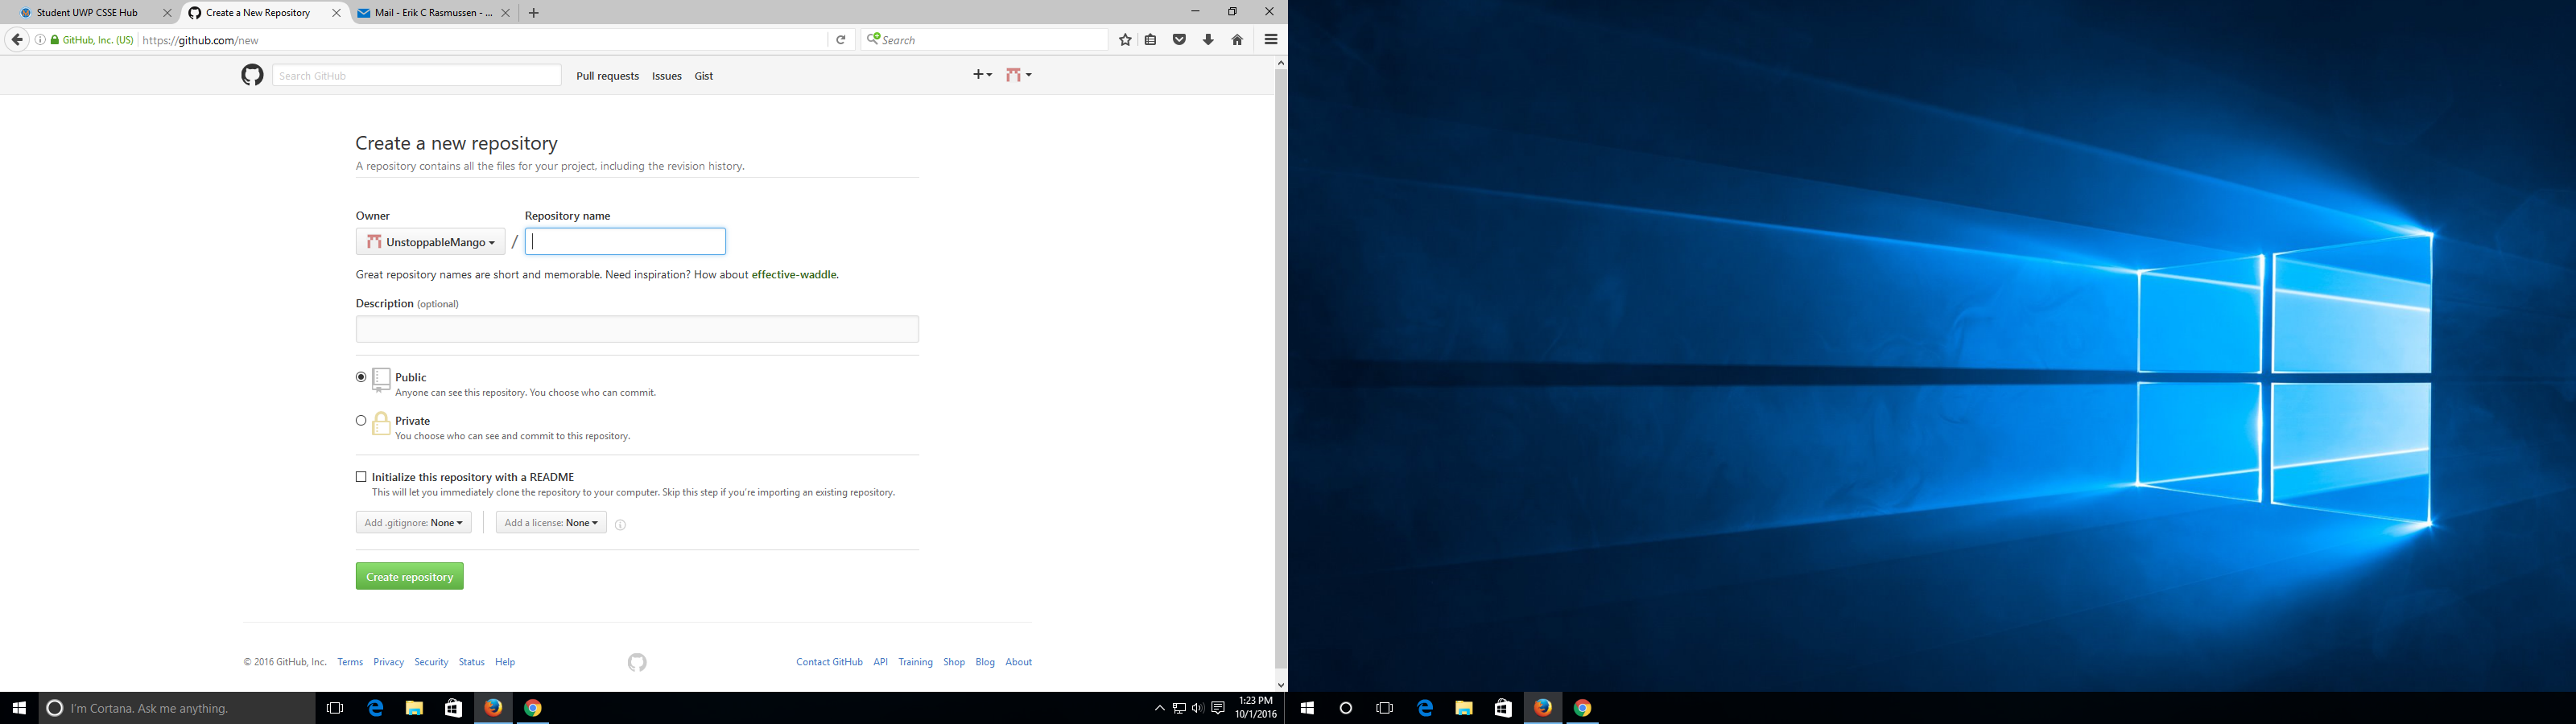 Student UWP CSSE Hub
Create a New Repository
Mail - Erik C Rasmussen - ...
GitHub, Inc. (US)
https://github.com/new
Search
Search GitHub
Pull requests
Issues
Gist
Create a new repository
A repository contains all the files for your project, including the revision history.
Owner
Repository name
UnstoppableMango
/
Great repository names are short and memorable. Need inspiration? How about effective-waddle.
Description (optional)
Public
Anyone can see this repository. You choose who can commit.
Private
You choose who can see and commit to this repository.
Initialize this repository with a README
This will let you immediately clone the repository to your computer. Skip this step if you're importing an existing repository.
Add .gitignore: None
Add a license: None
Create repository
© 2016 GitHub, Inc.
Terms
Privacy
Security
Status
Help
Contact GitHub
API
Training
Shop
Blog
About
I'm Cortana. Ask me anything.
1:23 PM
10/1/2016